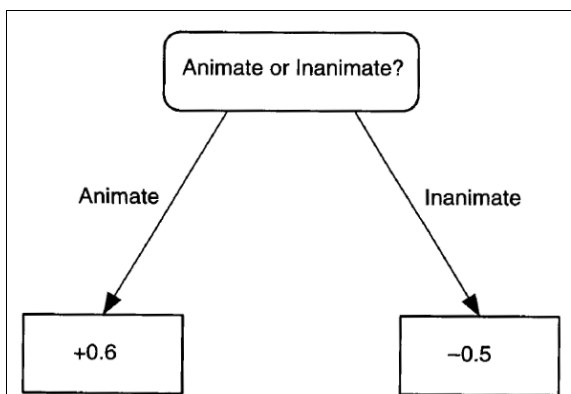 Animate or Inanimate?
Animate
Inanimate
+0.6
−0.5